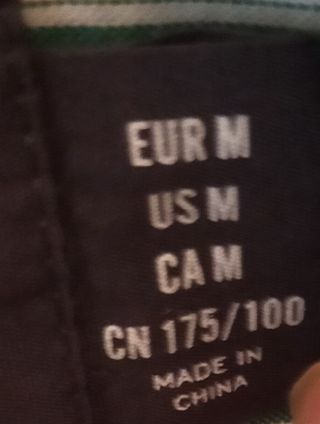 EUR M
US M
CA M
CN 175/100
MADE IN
CHINA